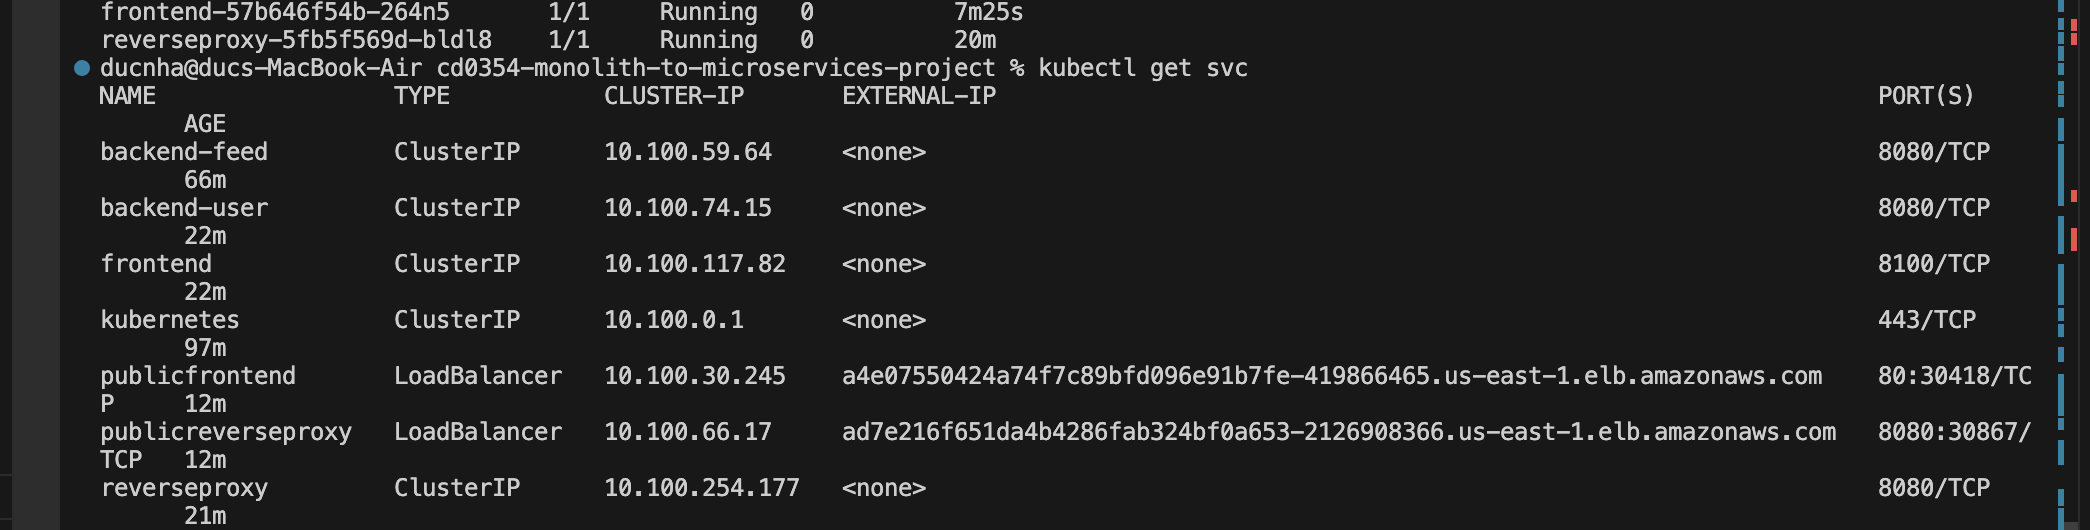 frontend-57b646f54b-264n5       1/1     Running   0          7m25s
reverseproxy-5fb5f569d-bldl8    1/1     Running   0          20m
ducnha@ducs-MacBook-Air cd0354-monolith-to-microservices-project % kubectl get svc
NAME                 TYPE           CLUSTER-IP       EXTERNAL-IP                                                               PORT(S)
      AGE
backend-feed         ClusterIP      10.100.59.64     <none>                                                                    8080/TCP
      66m
backend-user         ClusterIP      10.100.74.15     <none>                                                                    8080/TCP
      22m
frontend             ClusterIP      10.100.117.82    <none>                                                                    8100/TCP
      22m
kubernetes           ClusterIP      10.100.0.1       <none>                                                                    443/TCP
      97m
publicfrontend       LoadBalancer   10.100.30.245    a4e07550424a74f7c89bfd096e91b7fe-419866465.us-east-1.elb.amazonaws.com    80:30418/TC
P     12m
publicreverseproxy   LoadBalancer   10.100.66.17     ad7e216f651da4b4286fab324bf0a653-2126908366.us-east-1.elb.amazonaws.com   8080:30867/
TCP   12m
reverseproxy         ClusterIP      10.100.254.177   <none>                                                                    8080/TCP
      21m